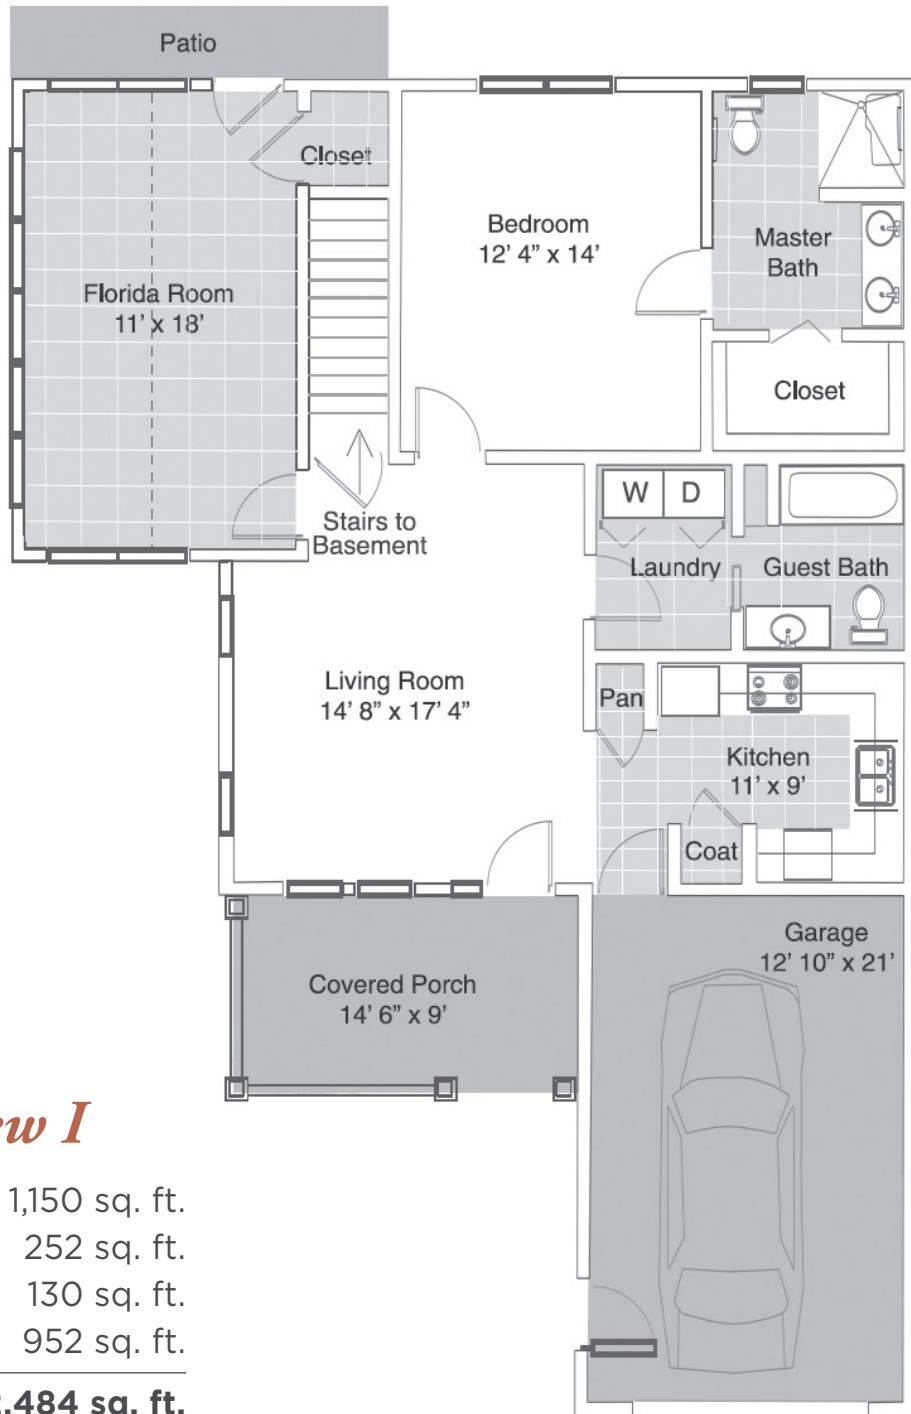 Patio
Closet
Bedroom
12’ 4” x 14’
Master
Bath
Florida Room
11’ x 18’
Closet
W D
Stairs to
Basement
Laundry
Guest Bath
Living Room
14’ 8” x 17’ 4”
Pan
Kitchen
11’ x 9’
Coat
Garage
12’ 10” x 21’
Covered Porch
14’ 6” x 9’
I
1,150 sq. ft.
252 sq. ft.
130 sq. ft.
952 sq. ft.
sq. ft.